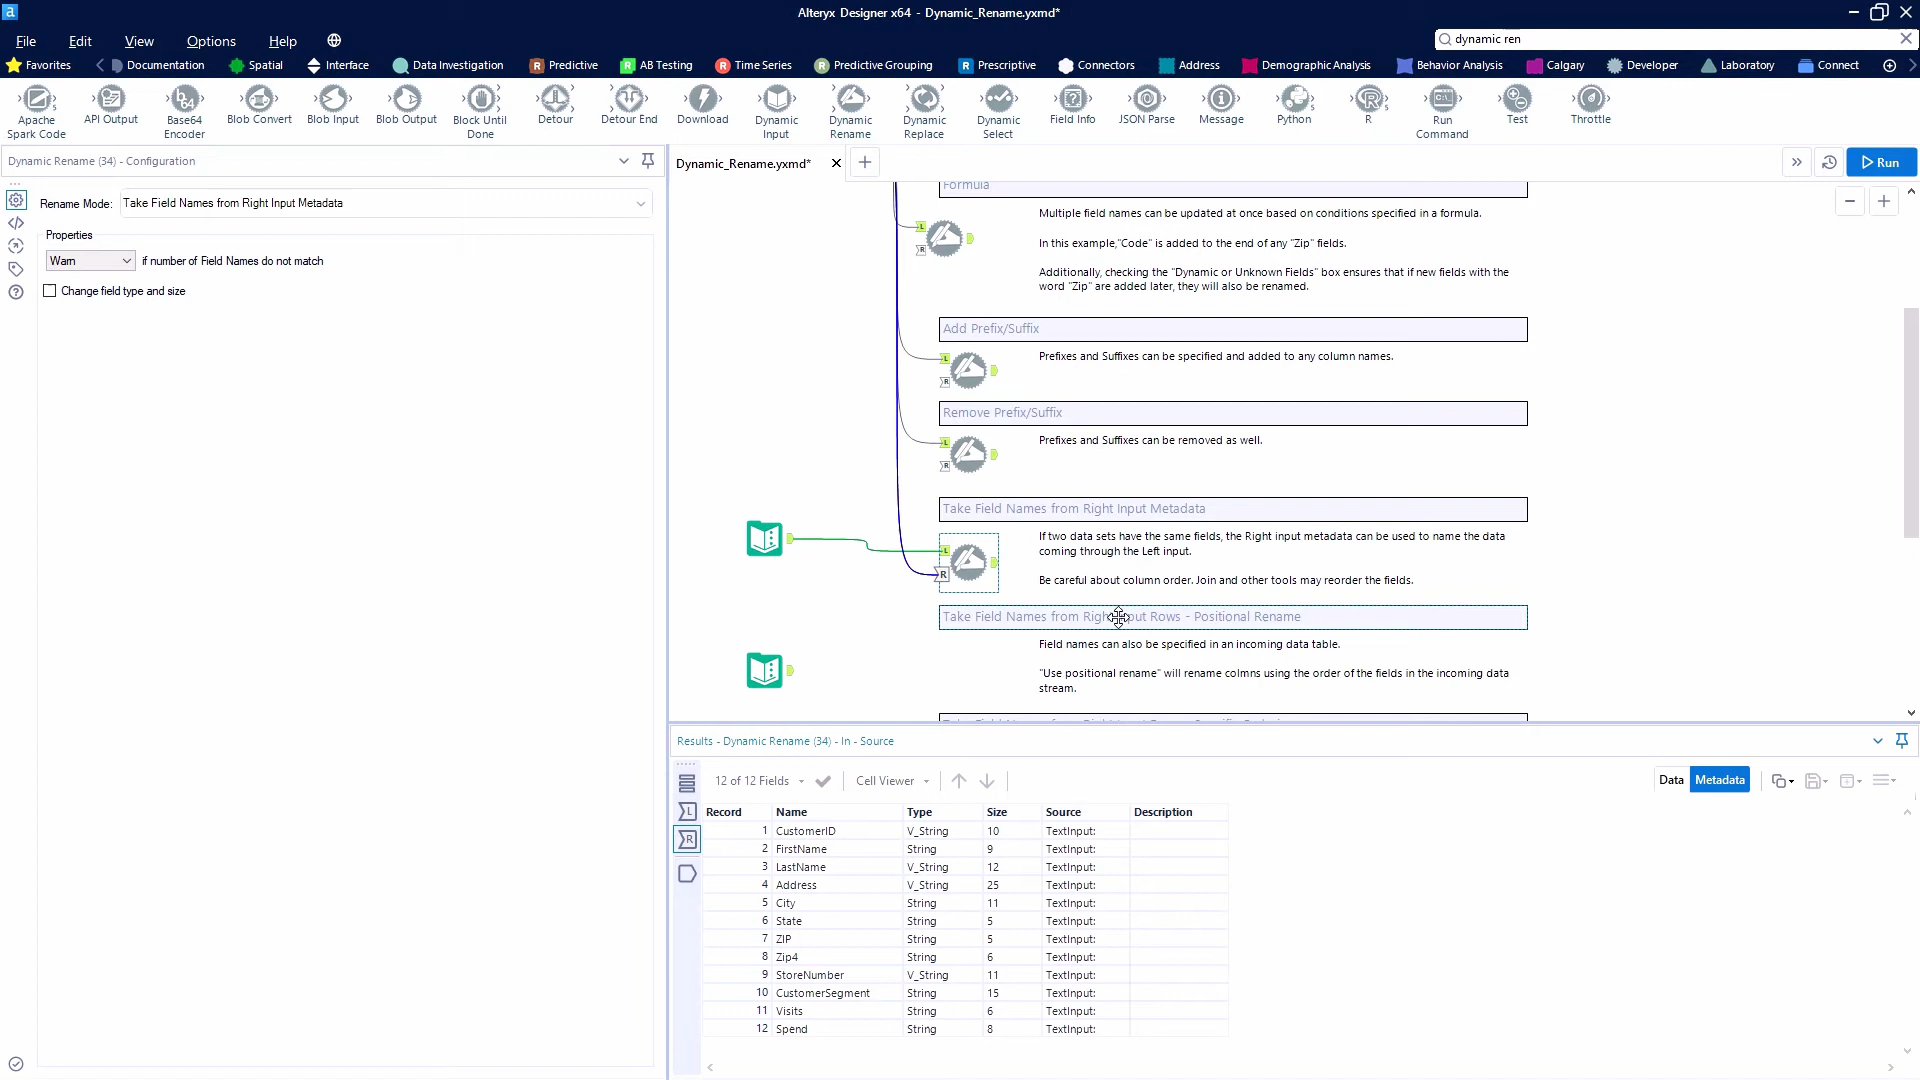 Alteryx Designer x64 - Dynamic_Rename.yxmd*
File Edit View Options Help
dynamic ren
Favorites Documentation Spatial Interface Data Investigation Predictive AB Testing Time Series Predictive Grouping Prescriptive Connectors Address Demographic Analysis Behavior Analysis Calgary Developer Laboratory Connect
Apache Spark Code
API Output
Base64 Encoder
Blob Convert
Blob Input
Blob Output
Block Until Done
Detour
Detour End
Download
Dynamic Input
Dynamic Rename
Dynamic Replace
Dynamic Select
Field Info
JSON Parse
Message
Python
R
Run Command
Test
Throttle
Dynamic Rename (34) - Configuration
Rename Mode: Take Field Names from Right Input Metadata
Properties
Warn if number of Field Names do not match
Change field type and size
Dynamic_Rename.yxmd*
Run
Formula
Multiple field names can be updated at once based on conditions specified in a formula.
In this example,"Code" is added to the end of any "Zip" fields.
Additionally, checking the "Dynamic or Unknown Fields" box ensures that if new fields with the
word "Zip" are added later, they will also be renamed.
Add Prefix/Suffix
Prefixes and Suffixes can be specified and added to any column names.
Remove Prefix/Suffix
Prefixes and Suffixes can be removed as well.
Take Field Names from Right Input Metadata
If two data sets have the same fields, the Right input metadata can be used to name the data
coming through the Left input.
Be careful about column order. Join and other tools may reorder the fields.
Take Field Names from Right Input Rows - Positional Rename
Field names can also be specified in an incoming data table.
"Use positional rename" will rename colmns using the order of the fields in the incoming data
stream.
Results - Dynamic Rename (34) - In - Source
12 of 12 Fields Cell Viewer Data Metadata
Record Name Type Size Source Description
1 CustomerID V_String 10 TextInput:
2 FirstName String 9 TextInput:
3 LastName V_String 12 TextInput:
4 Address V_String 25 TextInput:
5 City String 11 TextInput:
6 State String 5 TextInput:
7 ZIP String 5 TextInput:
8 Zip4 String 6 TextInput:
9 StoreNumber V_String 11 TextInput:
10 CustomerSegment String 15 TextInput:
11 Visits String 6 TextInput:
12 Spend String 8 TextInput: